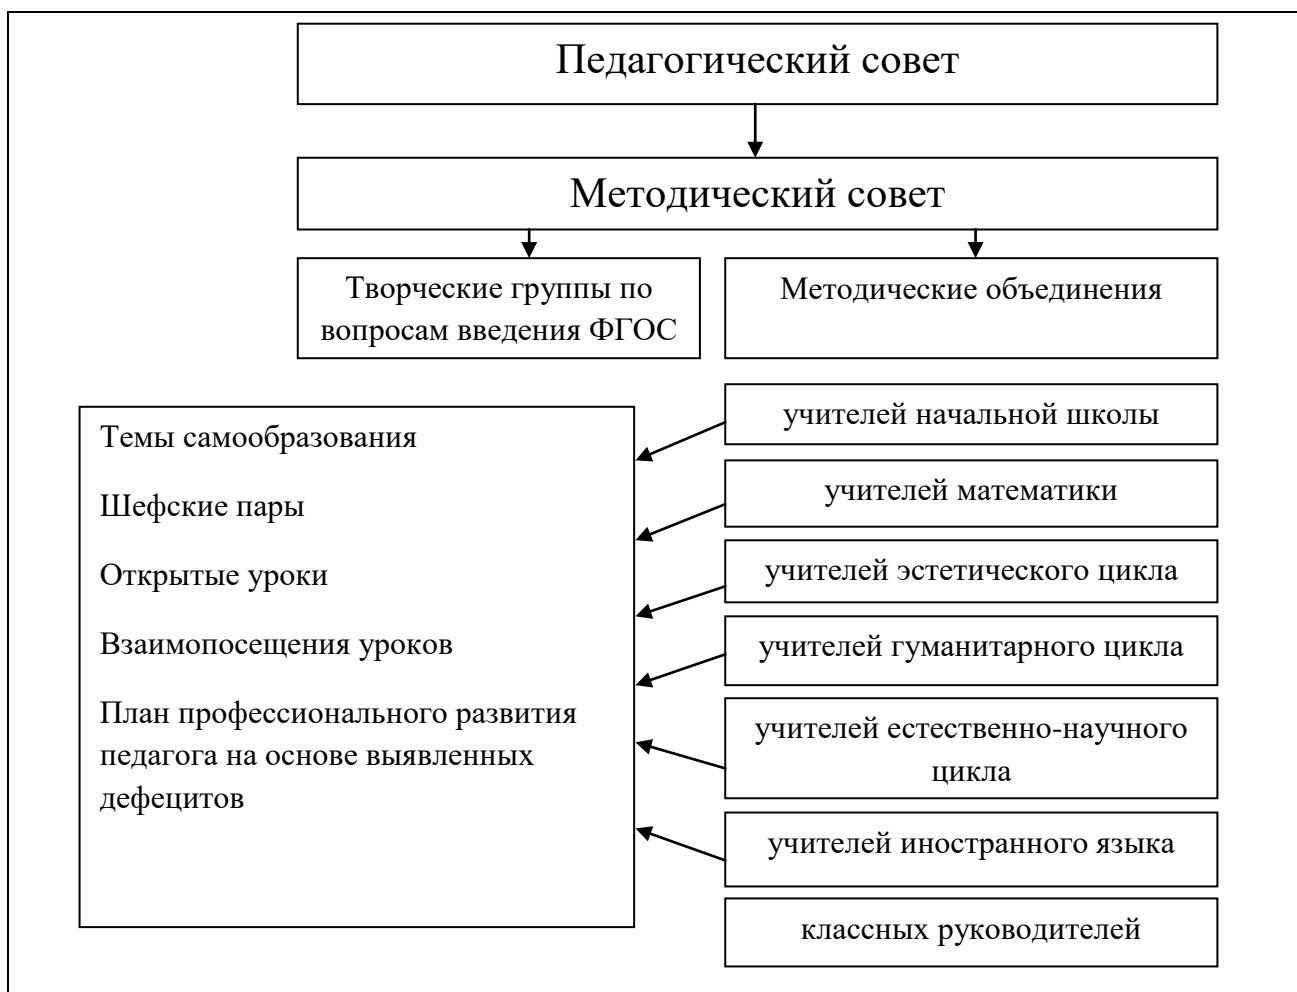 Педагогический совет
Методический совет
Творческие группы по
вопросам введения ФГОС
Методические объединения
Темы самообразования
Шефские пары
Открытые уроки
Взаимопосещения уроков
План профессионального развития
педагога на основе выявленных
дефецитов
учителей начальной школы
учителей математики
учителей эстетического цикла
учителей гуманитарного цикла
учителей естественно-научного
цикла
учителей иностранного языка
классных руководителей